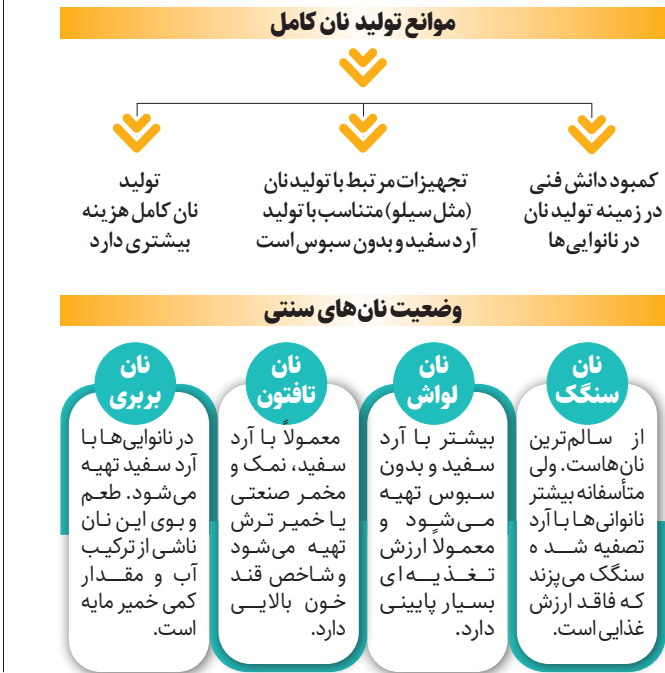 موانع تولید نان کامل
کمبود دانش فنی
در زمینه تولید نان
در نانوایی‌ها
تجهیزات مرتبط با تولید نان
(مثل سیلو) متناسب با تولید
آرد سفید و بدون سبوس است
تولید
نان کامل هزینه
بیشتری دارد
وضعیت نان‌های سنتی
نان
سنگک
از سالم‌ترین
نان‌هاست. ولی
متأسفانه بیشتر
نانوانی‌ها با آرد
تصفیه شده ه
سنگک می‌پزند
که فاقد ارزش
غذایی است.
نان
لواش
بیشتر با آرد
سفید و بدون
سبوس تهیه
می‌شود و
معمولاً ارزش
تغذیه‌ای
بسیار پایینی
دارد.
نان
تافتون
معمولاً با آرد
سفید، نمک و
مخمر صنعتی
یا خمیر ترش
تهیه می‌شود
و شاخص قند
خون بالایی
دارد.
نان
بربری
در نانوایی‌ها با
آرد سفید تهیه
می‌شود. طعم
و بوی این نان
ناشی از ترکیب
آب و مقدار
کمی خمیر مایه
است.